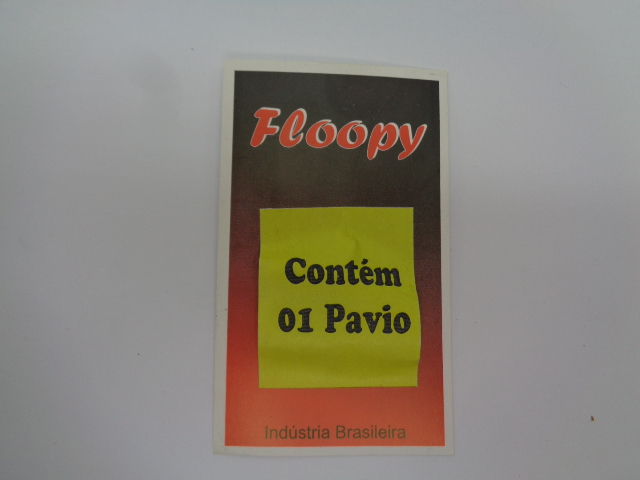 Floopy
Contém
01 Pavio
Indústria Brasileira